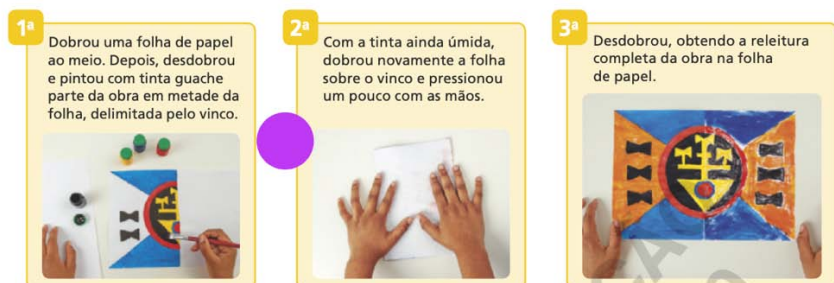 1ª
Dobrou uma folha de papel
ao meio. Depois, desdobrou
e pintou com tinta guache
parte da obra em metade da
folha, delimitada pelo vinco.
2ª
Com a tinta ainda úmida,
dobrou novamente a folha
sobre o vinco e pressionou
um pouco com as mãos.
3ª
Desdobrou, obtendo a releitura
completa da obra na folha
de papel.